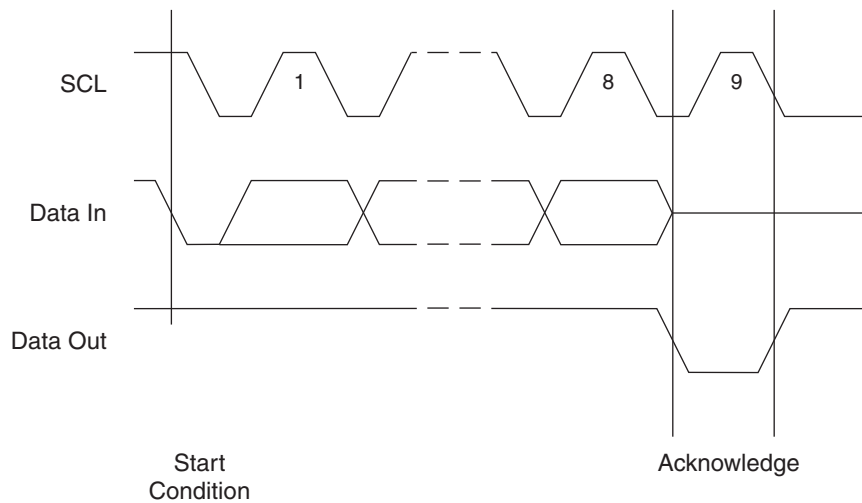 SCL
1
8
9
Data In
Data Out
Start
Condition
Acknowledge